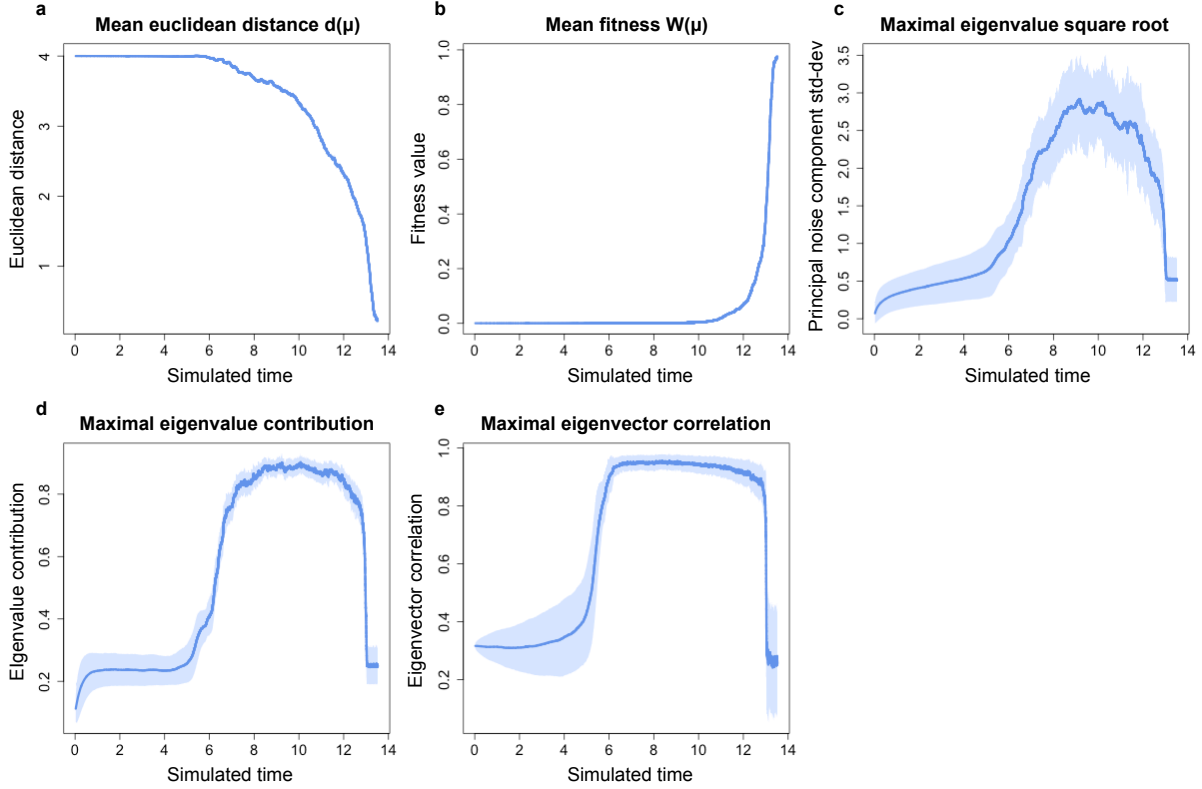 a
Mean euclidean distance d(μ)
Euclidean distance
4
3
2
1
0 2 4 6 8 10 12 14
Simulated time
b
Mean fitness W(μ)
Fitness value
1.0
0.8
0.6
0.4
0.2
0.0
0 2 4 6 8 10 12 14
Simulated time
c
Maximal eigenvalue square root
Principal noise component std-dev
3.5
3.0
2.5
2.0
1.5
1.0
0.5
0.0
0 2 4 6 8 10 12 14
Simulated time
d
Maximal eigenvalue contribution
EIgenvalue contribution
0.8
0.6
0.4
0.2
0 2 4 6 8 10 12 14
Simulated time
e
Maximal eigenvector correlation
Eigenvector correlation
1.0
0.8
0.6
0.4
0.2
0 2 4 6 8 10 12 14
Simulated time